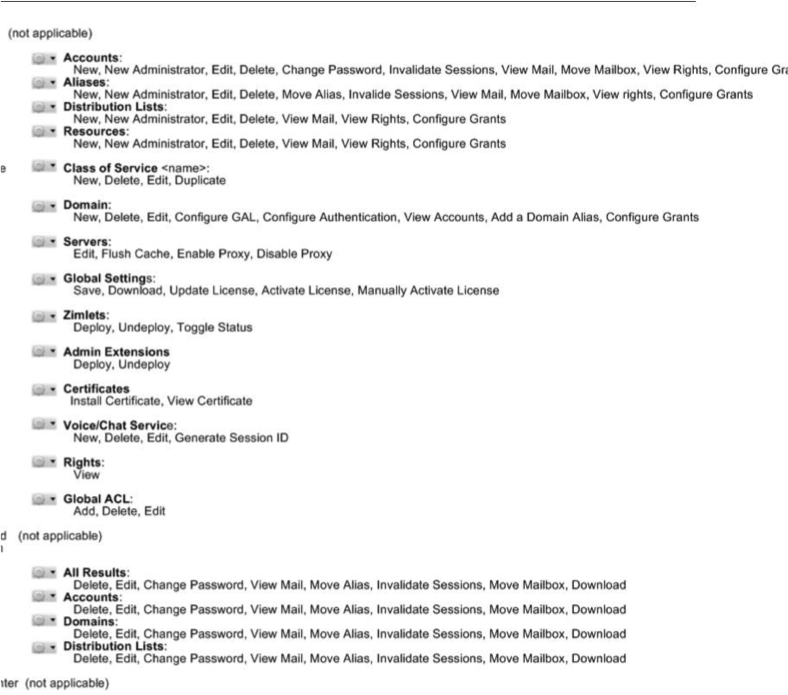 (not applicable)
Accounts:
New, New Administrator, Edit, Delete, Change Password, Invalidate Sessions, View Mail, Move Mailbox, View Rights, Configure Gra
Aliases:
New, New Administrator, Edit, Delete, Move Alias, Invalide Sessions, View Mail, Move Mailbox, View rights, Configure Grants
Distribution Lists:
New, New Administrator, Edit, Delete, View Mail, View Rights, Configure Grants
Resources:
New, New Administrator, Edit, Delete, View Mail, View Rights, Configure Grants
e Class of Service <name>:
New, Delete, Edit, Duplicate
Domain:
New, Delete, Edit, Configure GAL, Configure Authentication, View Accounts, Add a Domain Alias, Configure Grants
Servers:
Edit, Flush Cache, Enable Proxy, Disable Proxy
Global Settings:
Save, Download, Update License, Activate License, Manually Activate License
Zimlets:
Deploy, Undeploy, Toggle Status
Admin Extensions
Deploy, Undeploy
Certificates
Install Certificate, View Certificate
Voice/Chat Service:
New, Delete, Edit, Generate Session ID
Rights:
View
Global ACL:
Add, Delete, Edit
d (not applicable)
All Results:
Delete, Edit, Change Password, View Mail, Move Alias, Invalidate Sessions, Move Mailbox, Download
Accounts:
Delete, Edit, Change Password, View Mail, Move Alias, Invalidate Sessions, Move Mailbox, Download
Domains:
Delete, Edit, Change Password, View Mail, Move Alias, Invalidate Sessions, Move Mailbox, Download
Distribution Lists:
Delete, Edit, Change Password, View Mail, Move Alias, Invalidate Sessions, Move Mailbox, Download
nter (not applicable)